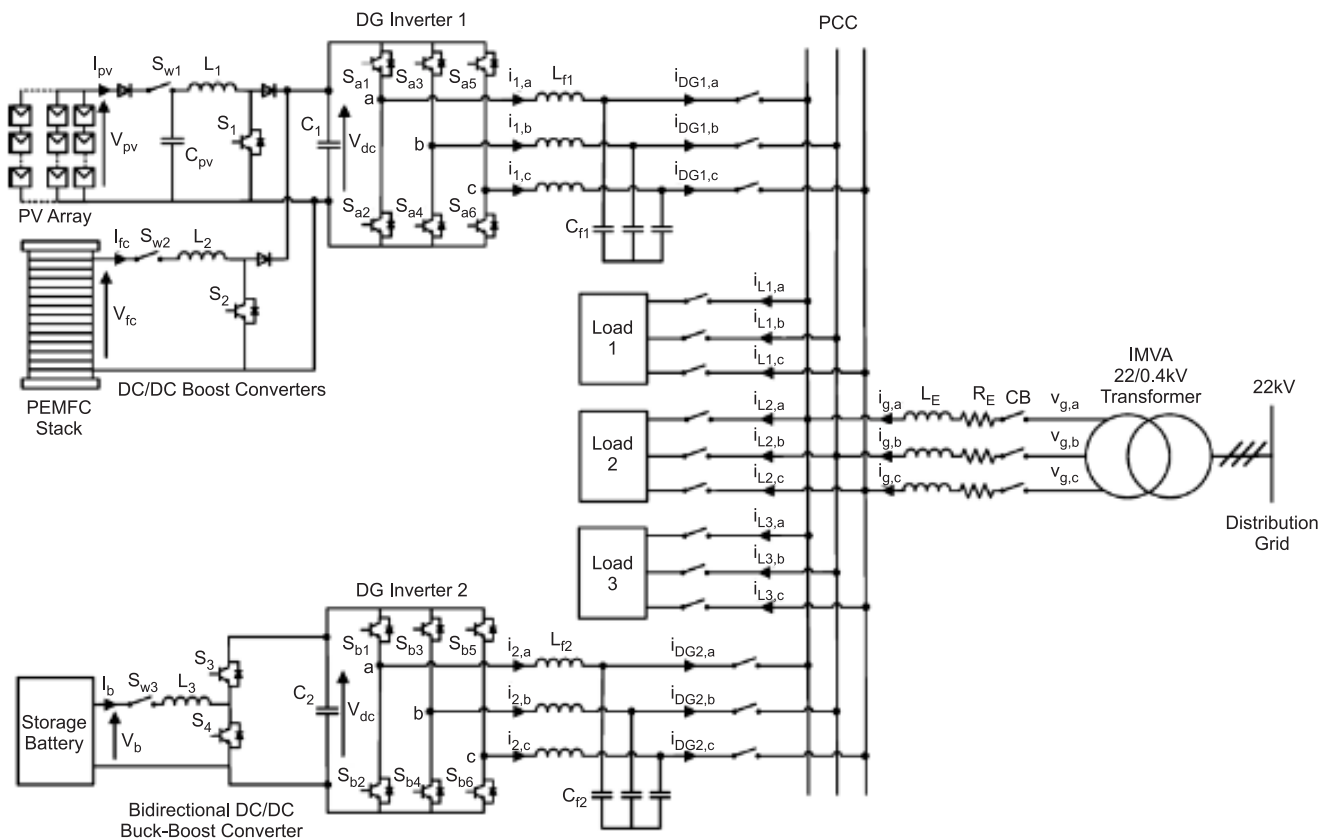 DG Inverter 1
PCC
I_pv
S_w1
L_1
S_a1
S_a3
S_a5
i_1,a
L_f1
i_DG1,a
a
V_pv
C_pv
S_1
C_1
V_dc
b
i_1,b
i_DG1,b
c
i_1,c
i_DG1,c
PV Array
S_a2
S_a4
S_a6
C_f1
I_fc
S_w2
L_2
S_2
V_fc
DC/DC Boost Converters
PEMFC
Stack
Load
1
i_L1,a
i_L1,b
i_L1,c
Load
2
i_L2,a
i_L2,b
i_L2,c
i_g,a
i_g,b
i_g,c
L_E
R_E
CB
v_g,a
v_g,b
v_g,c
IMVA
22/0.4kV
Transformer
22kV
Distribution
Grid
Load
3
i_L3,a
i_L3,b
i_L3,c
DG Inverter 2
S_b1
S_b3
S_b5
i_2,a
L_f2
i_DG2,a
a
Storage
Battery
I_b
S_w3
L_3
S_3
S_4
V_b
C_2
V_dc
b
i_2,b
i_DG2,b
c
i_2,c
i_DG2,c
S_b2
S_b4
S_b6
C_f2
Bidirectional DC/DC
Buck-Boost Converter